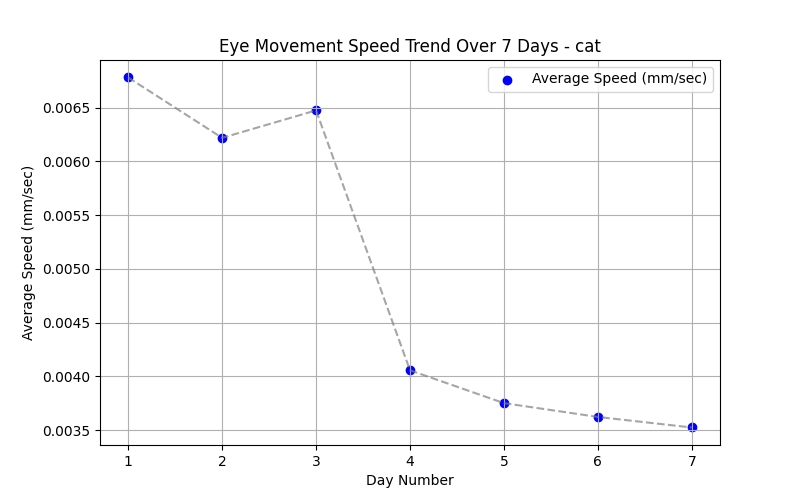 Eye Movement Speed Trend Over 7 Days - cat
Average Speed (mm/sec)
0.0065
0.0060
0.0055
0.0050
0.0045
0.0040
0.0035
Average Speed (mm/sec)
1 2 3 4 5 6 7
Day Number